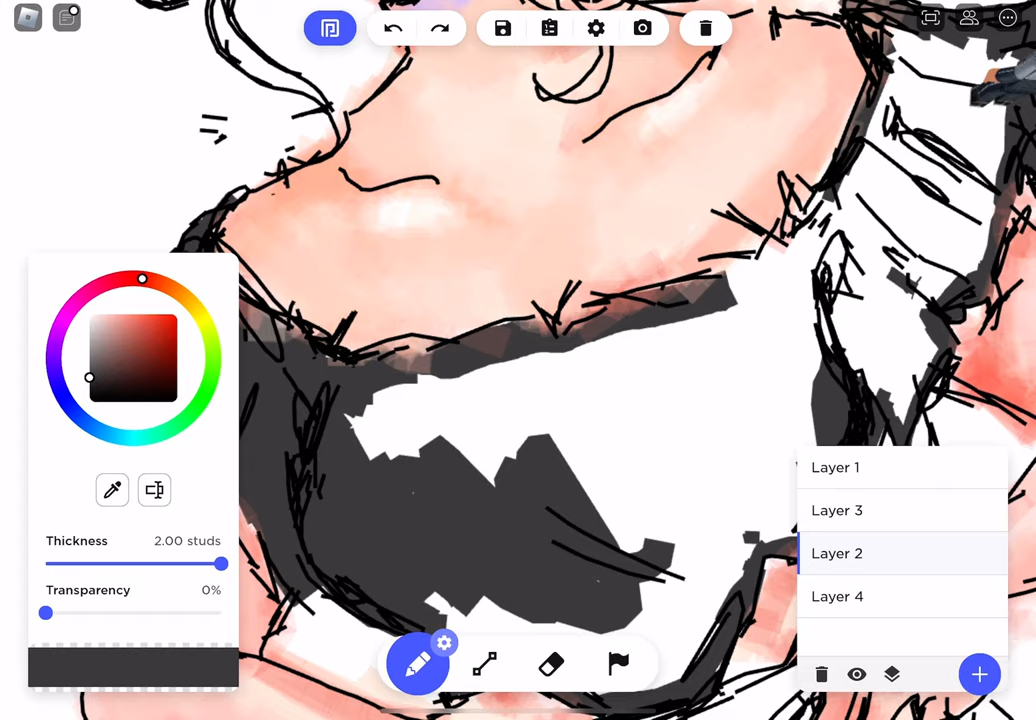 Thickness 2.00 studs
Transparency 0%
Layer 1
Layer 3
Layer 2
Layer 4